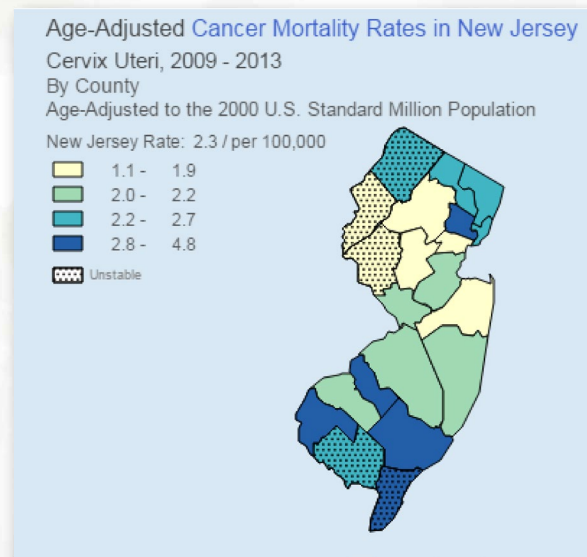 Age-Adjusted Cancer Mortality Rates in New Jersey
Cervix Uteri, 2009 - 2013
By County
Age-Adjusted to the 2000 U.S. Standard Million Population
New Jersey Rate: 2.3 / per 100,000
1.1 - 1.9
2.0 - 2.2
2.2 - 2.7
2.8 - 4.8
Unstable